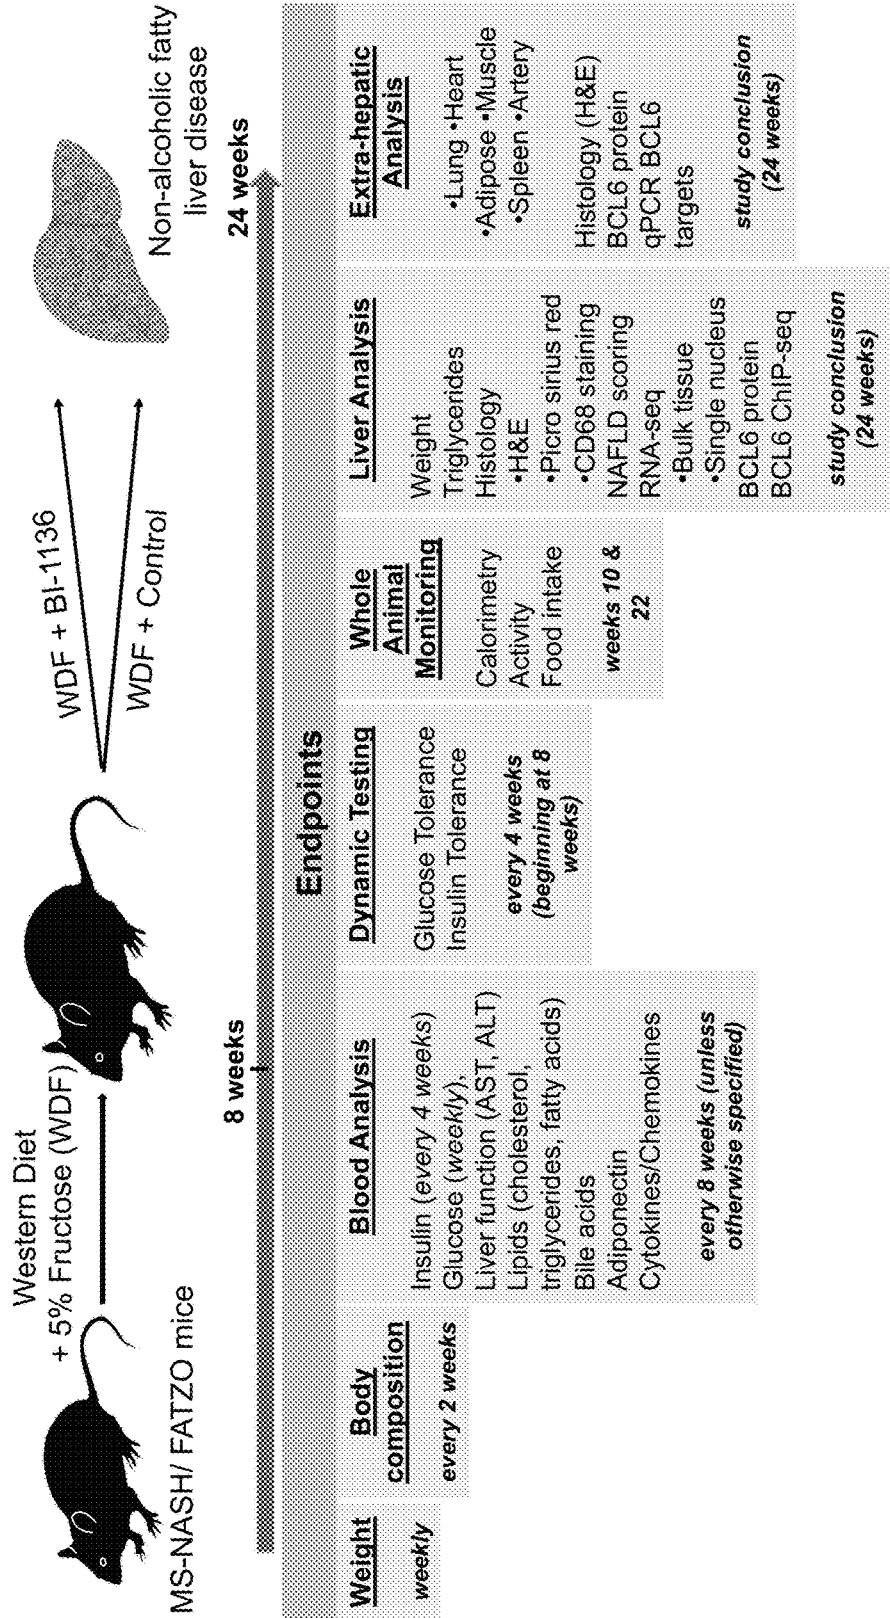 Western Diet
+ 5% Fructose (WDF)
MS-NASH/ FATZO mice
WDF + BI-1136
WDF + Control
Non-alcoholic fatty
liver disease
8 weeks
24 weeks
Endpoints
Weight
weekly
Body
composition
every 2 weeks
Blood Analysis
Insulin (every 4 weeks)
Glucose (weekly),
Liver function (AST, ALT)
Lipids (cholesterol,
triglycerides, fatty acids)
Bile acids
Adiponectin
Cytokines/Chemokines
every 8 weeks (unless
otherwise specified)
Dynamic Testing
Glucose Tolerance
Insulin Tolerance
every 4 weeks
(beginning at 8
weeks)
Whole
Animal
Monitoring
Calorimetry
Activity
Food intake
weeks 10 &
22
Liver Analysis
Weight
Triglycerides
Histology
•H&E
•Picro sirius red
•CD68 staining
NAFLD scoring
RNA-seq
•Bulk tissue
•Single nucleus
BCL6 protein
BCL6 ChIP-seq
study conclusion
(24 weeks)
Extra-hepatic
Analysis
•Lung •Heart
•Adipose •Muscle
•Spleen •Artery
Histology (H&E)
BCL6 protein
qPCR BCL6
targets
study conclusion
(24 weeks)